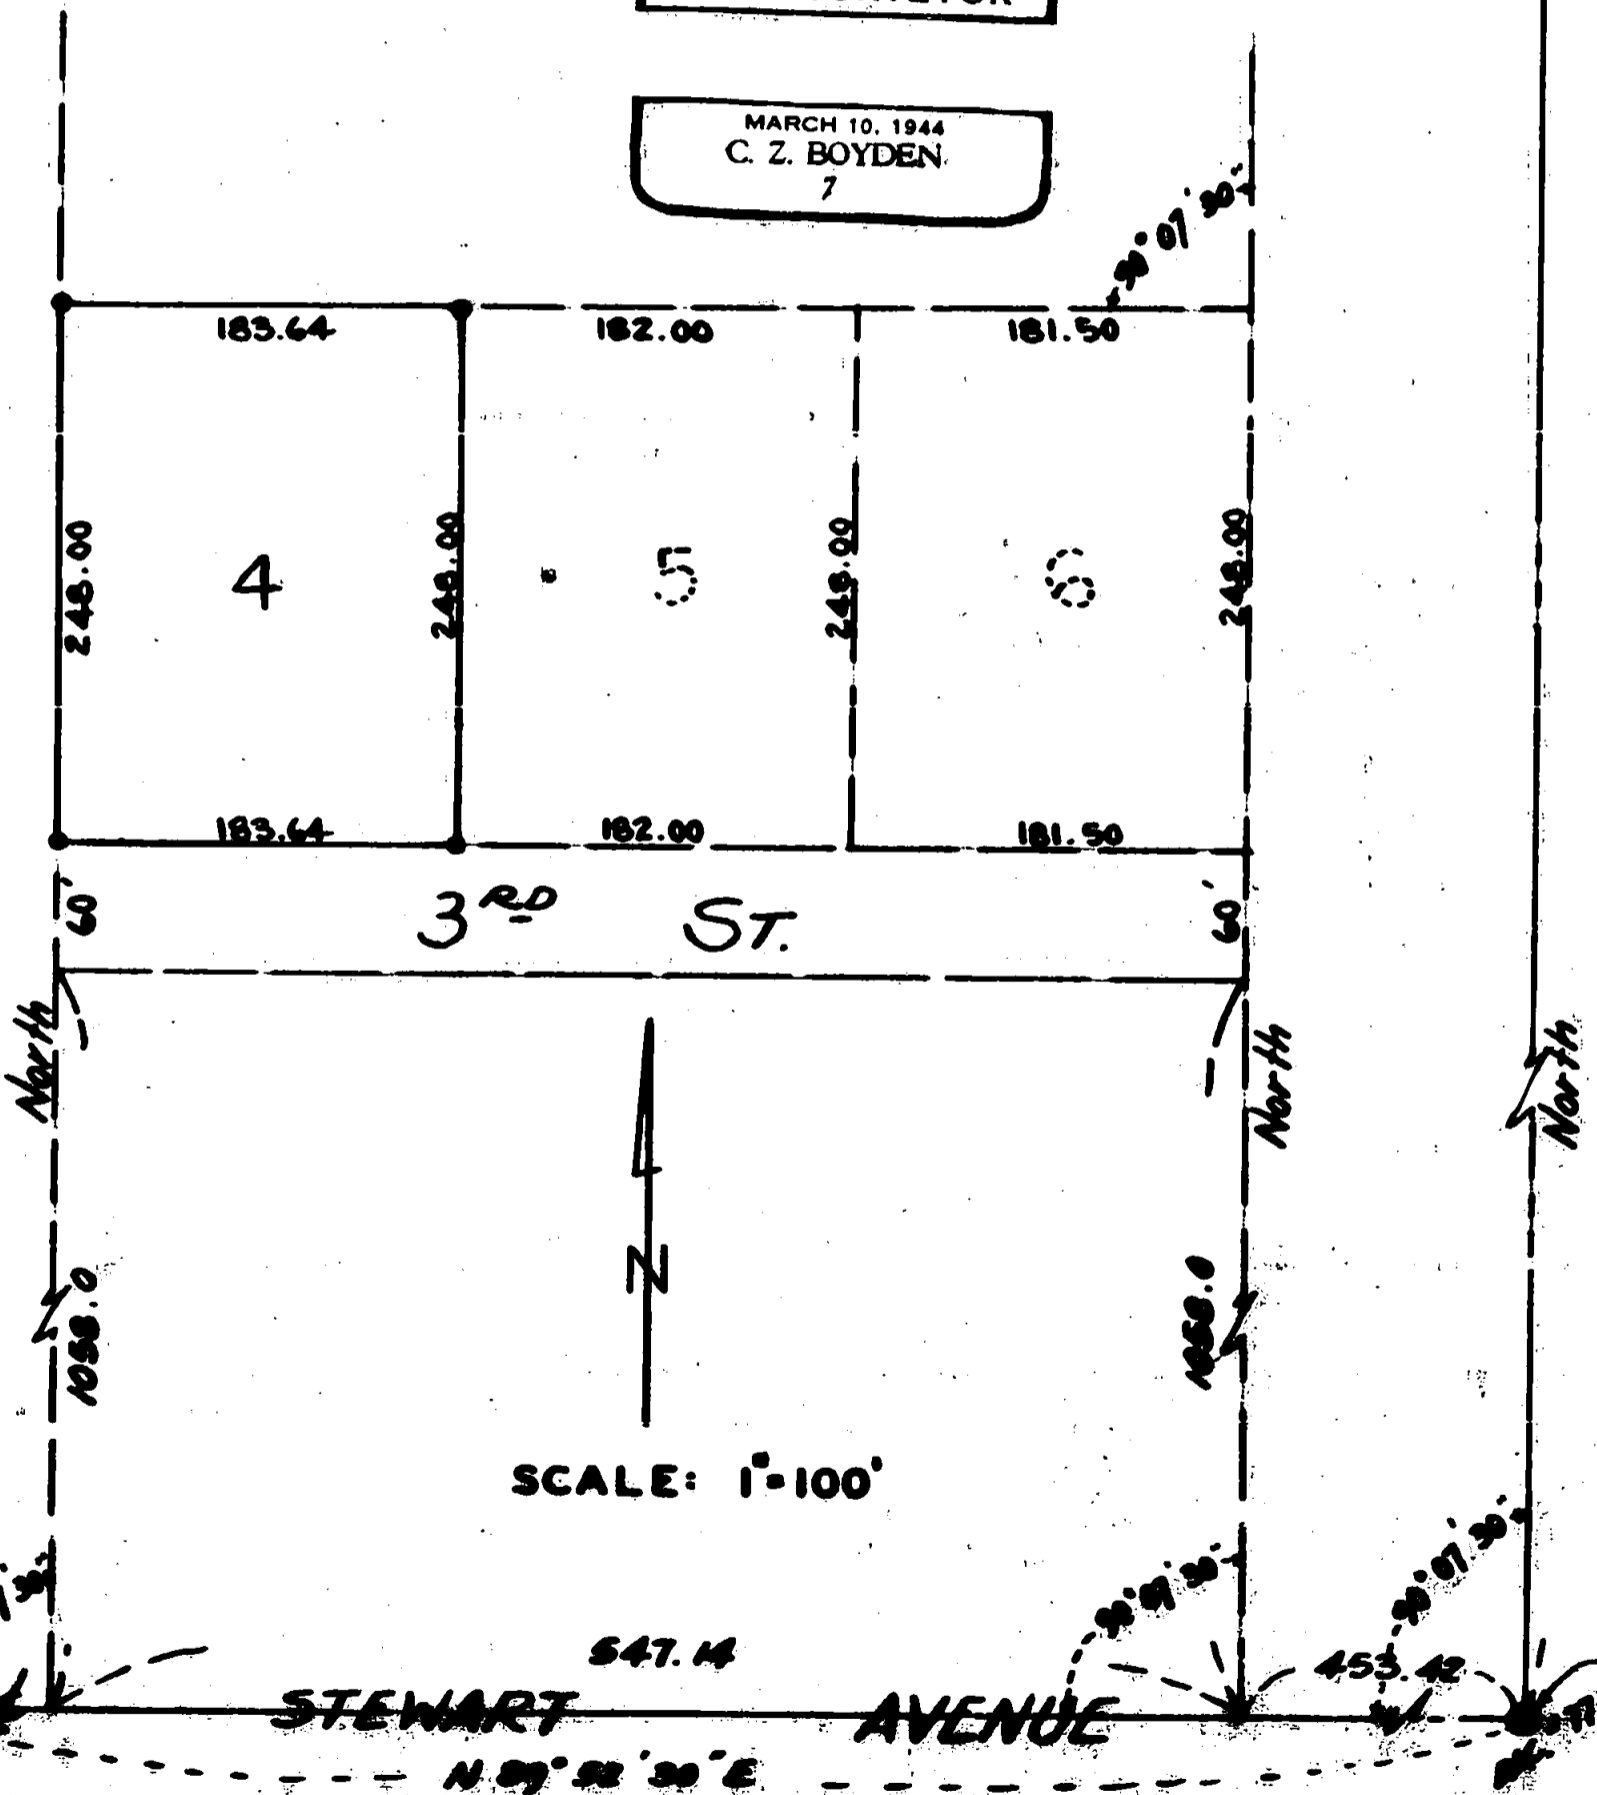 MARCH 10, 1944
C. Z. BOYDEN
7
90° 07' 30"
183.64 182.00 181.50
248.00 4 248.00 5 248.00 6 248.00
183.64 182.00 181.50
60' 3RD ST. 60'
North North North
N
1058.0 1058.0
SCALE: 1"=100'
30"
90° 07' 30" 90° 07' 30"
547.14 453.42
STEWART AVENUE
N 89° 52' 30" E